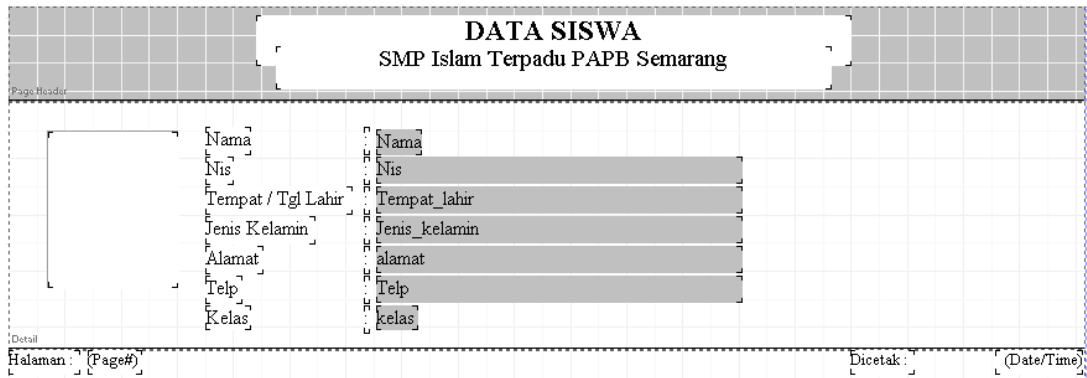 DATA SISWA
SMP Islam Terpadu PAPB Semarang
Page Header
Nama : Nama
Nis : Nis
Tempat / Tgl Lahir : Tempat_lahir
Jenis Kelamin : Jenis_kelamin
Alamat : alamat
Telp : Telp
Kelas : kelas
Detail
Halaman : (Page#) Dicetak : (Date/Time)